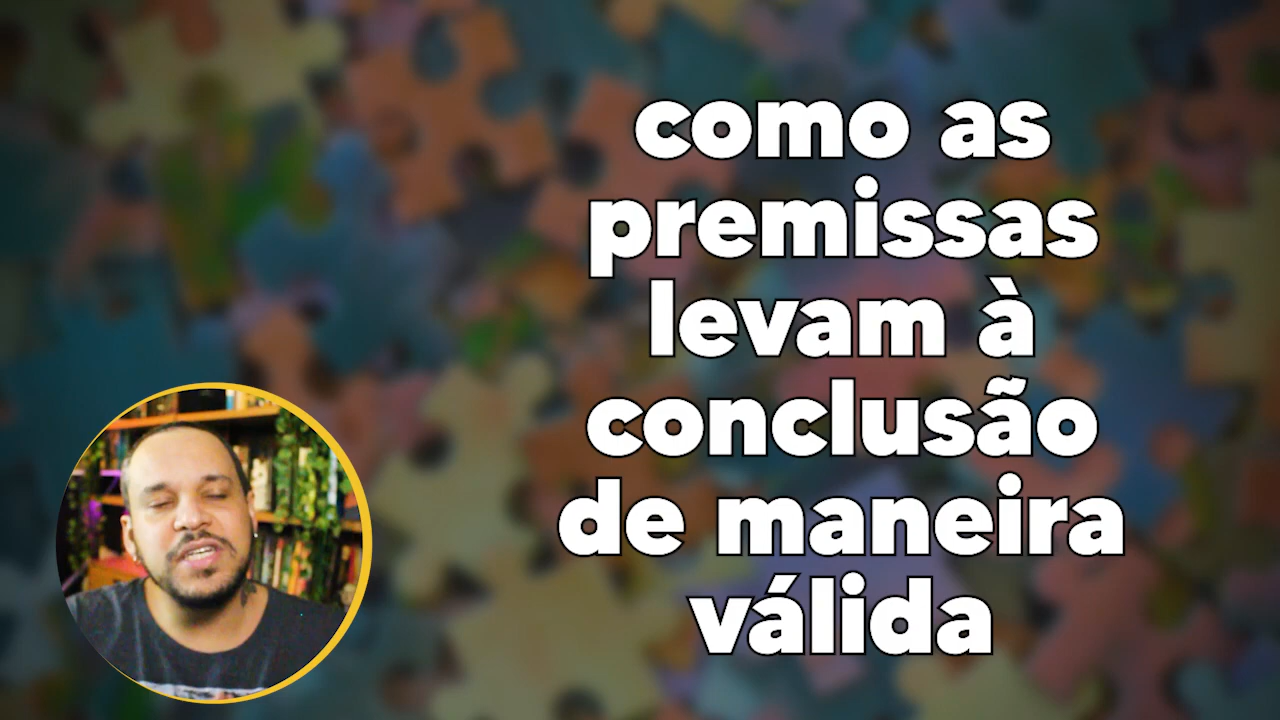 como as
premissas
levam à
conclusão
de maneira
válida